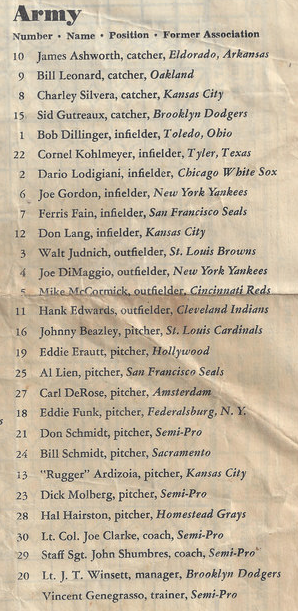 Army
Number • Name • Position • Former Association
10 James Ashworth, catcher, Eldorado, Arkansas
9 Bill Leonard, catcher, Oakland
8 Charley Silvera, catcher, Kansas City
15 Sid Gutreaux, catcher, Brooklyn Dodgers
1 Bob Dillinger, infielder, Toledo, Ohio
22 Cornel Kohlmeyer, infielder, Tyler, Texas
2 Dario Lodigiani, infielder, Chicago White Sox
6 Joe Gordon, infielder, New York Yankees
7 Ferris Fain, infielder, San Francisco Seals
12 Don Lang, infielder, Kansas City
3 Walt Judnich, outfielder, St. Louis Browns
4 Joe DiMaggio, outfielder, New York Yankees
5 Mike McCormick, outfielder, Cincinnati Reds
11 Hank Edwards, outfielder, Cleveland Indians
16 Johnny Beazley, pitcher, St. Louis Cardinals
19 Eddie Erautt, pitcher, Hollywood
25 Al Lien, pitcher, San Francisco Seals
27 Carl DeRose, pitcher, Amsterdam
18 Eddie Funk, pitcher, Federalsburg, N. Y.
21 Don Schmidt, pitcher, Semi-Pro
24 Bill Schmidt, pitcher, Sacramento
13 "Rugger" Ardizoia, pitcher, Kansas City
23 Dick Molberg, pitcher, Semi-Pro
28 Hal Hairston, pitcher, Homestead Grays
30 Lt. Col. Joe Clarke, coach, Semi-Pro
29 Staff Sgt. John Shumbres, coach, Semi-Pro
20 Lt. J. T. Winsett, manager, Brooklyn Dodgers
Vincent Genegrasso, trainer, Semi-Pro